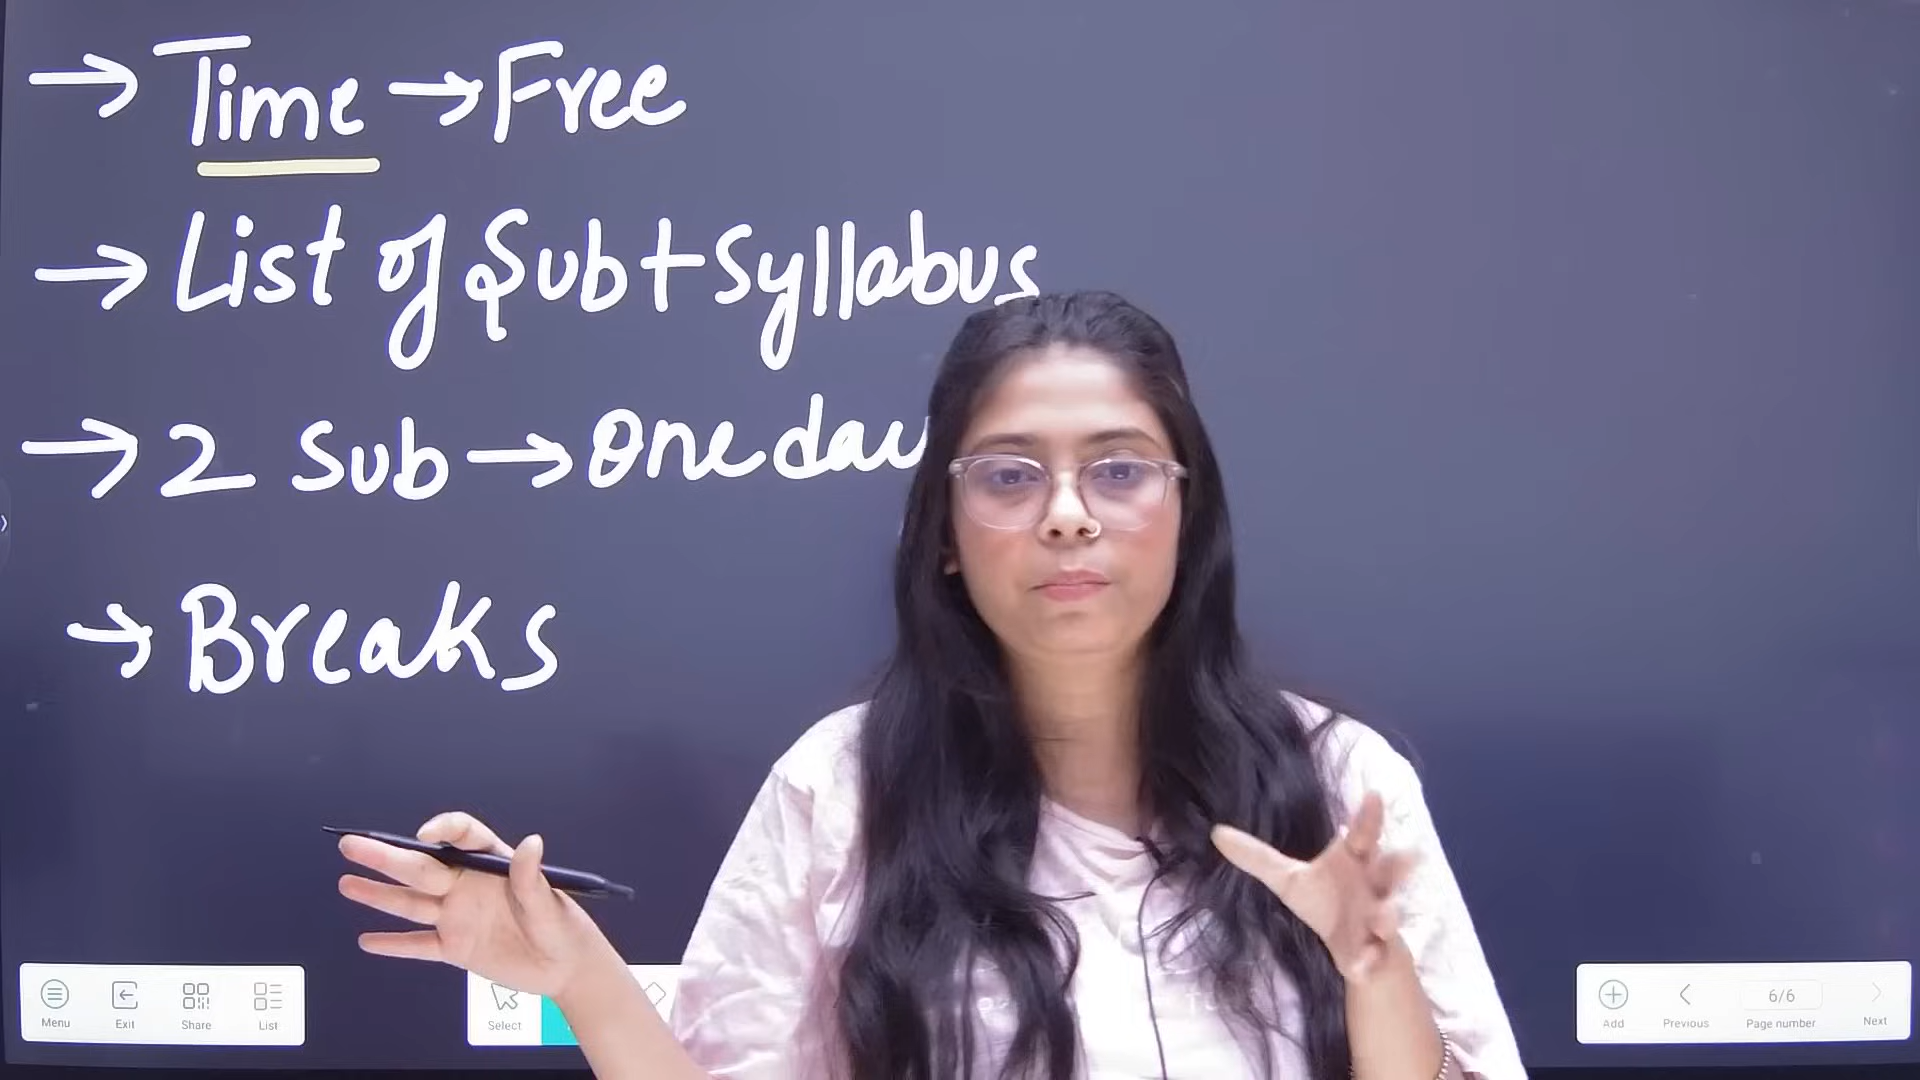 → Time → Free
→ List of Sub + Syllabus
→ 2 Sub → One day
→ Breaks
Menu
Exit
Share
List
Select
Add
Previous
6/6
Page number
Next